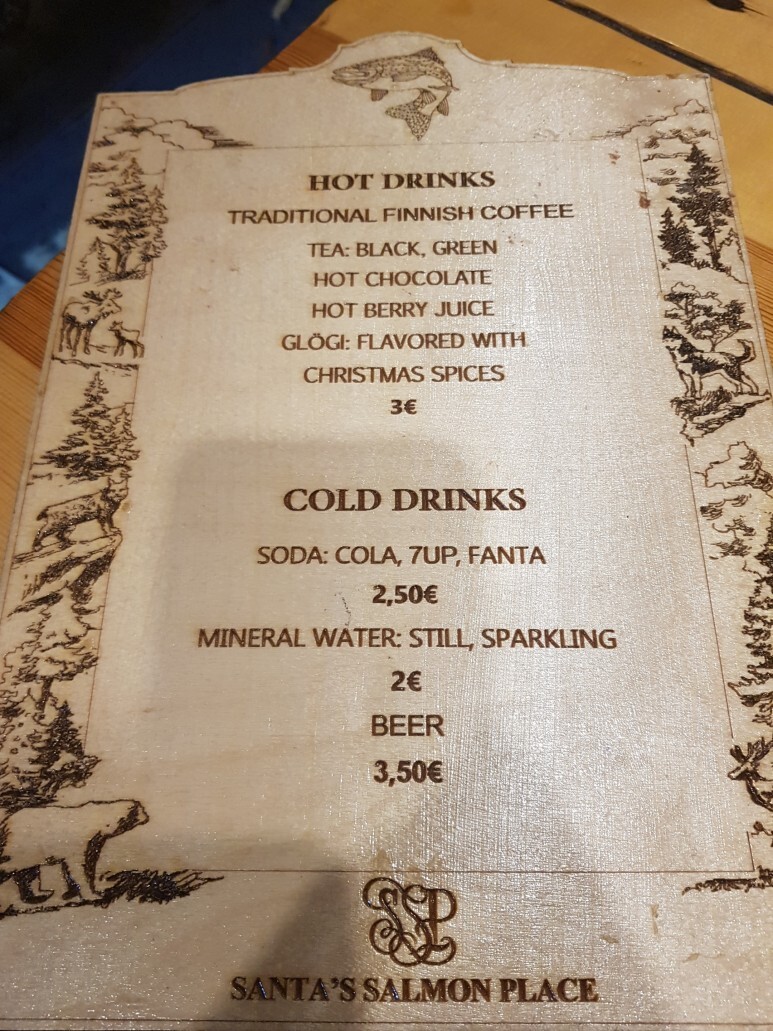 HOT DRINKS
TRADITIONAL FINNISH COFFEE
TEA: BLACK, GREEN
HOT CHOCOLATE
HOT BERRY JUICE
GLÖGI: FLAVORED WITH
CHRISTMAS SPICES
3€
COLD DRINKS
SODA: COLA, 7UP, FANTA
2,50€
MINERAL WATER: STILL, SPARKLING
2€
BEER
3,50€
SSP
SANTA'S SALMON PLACE